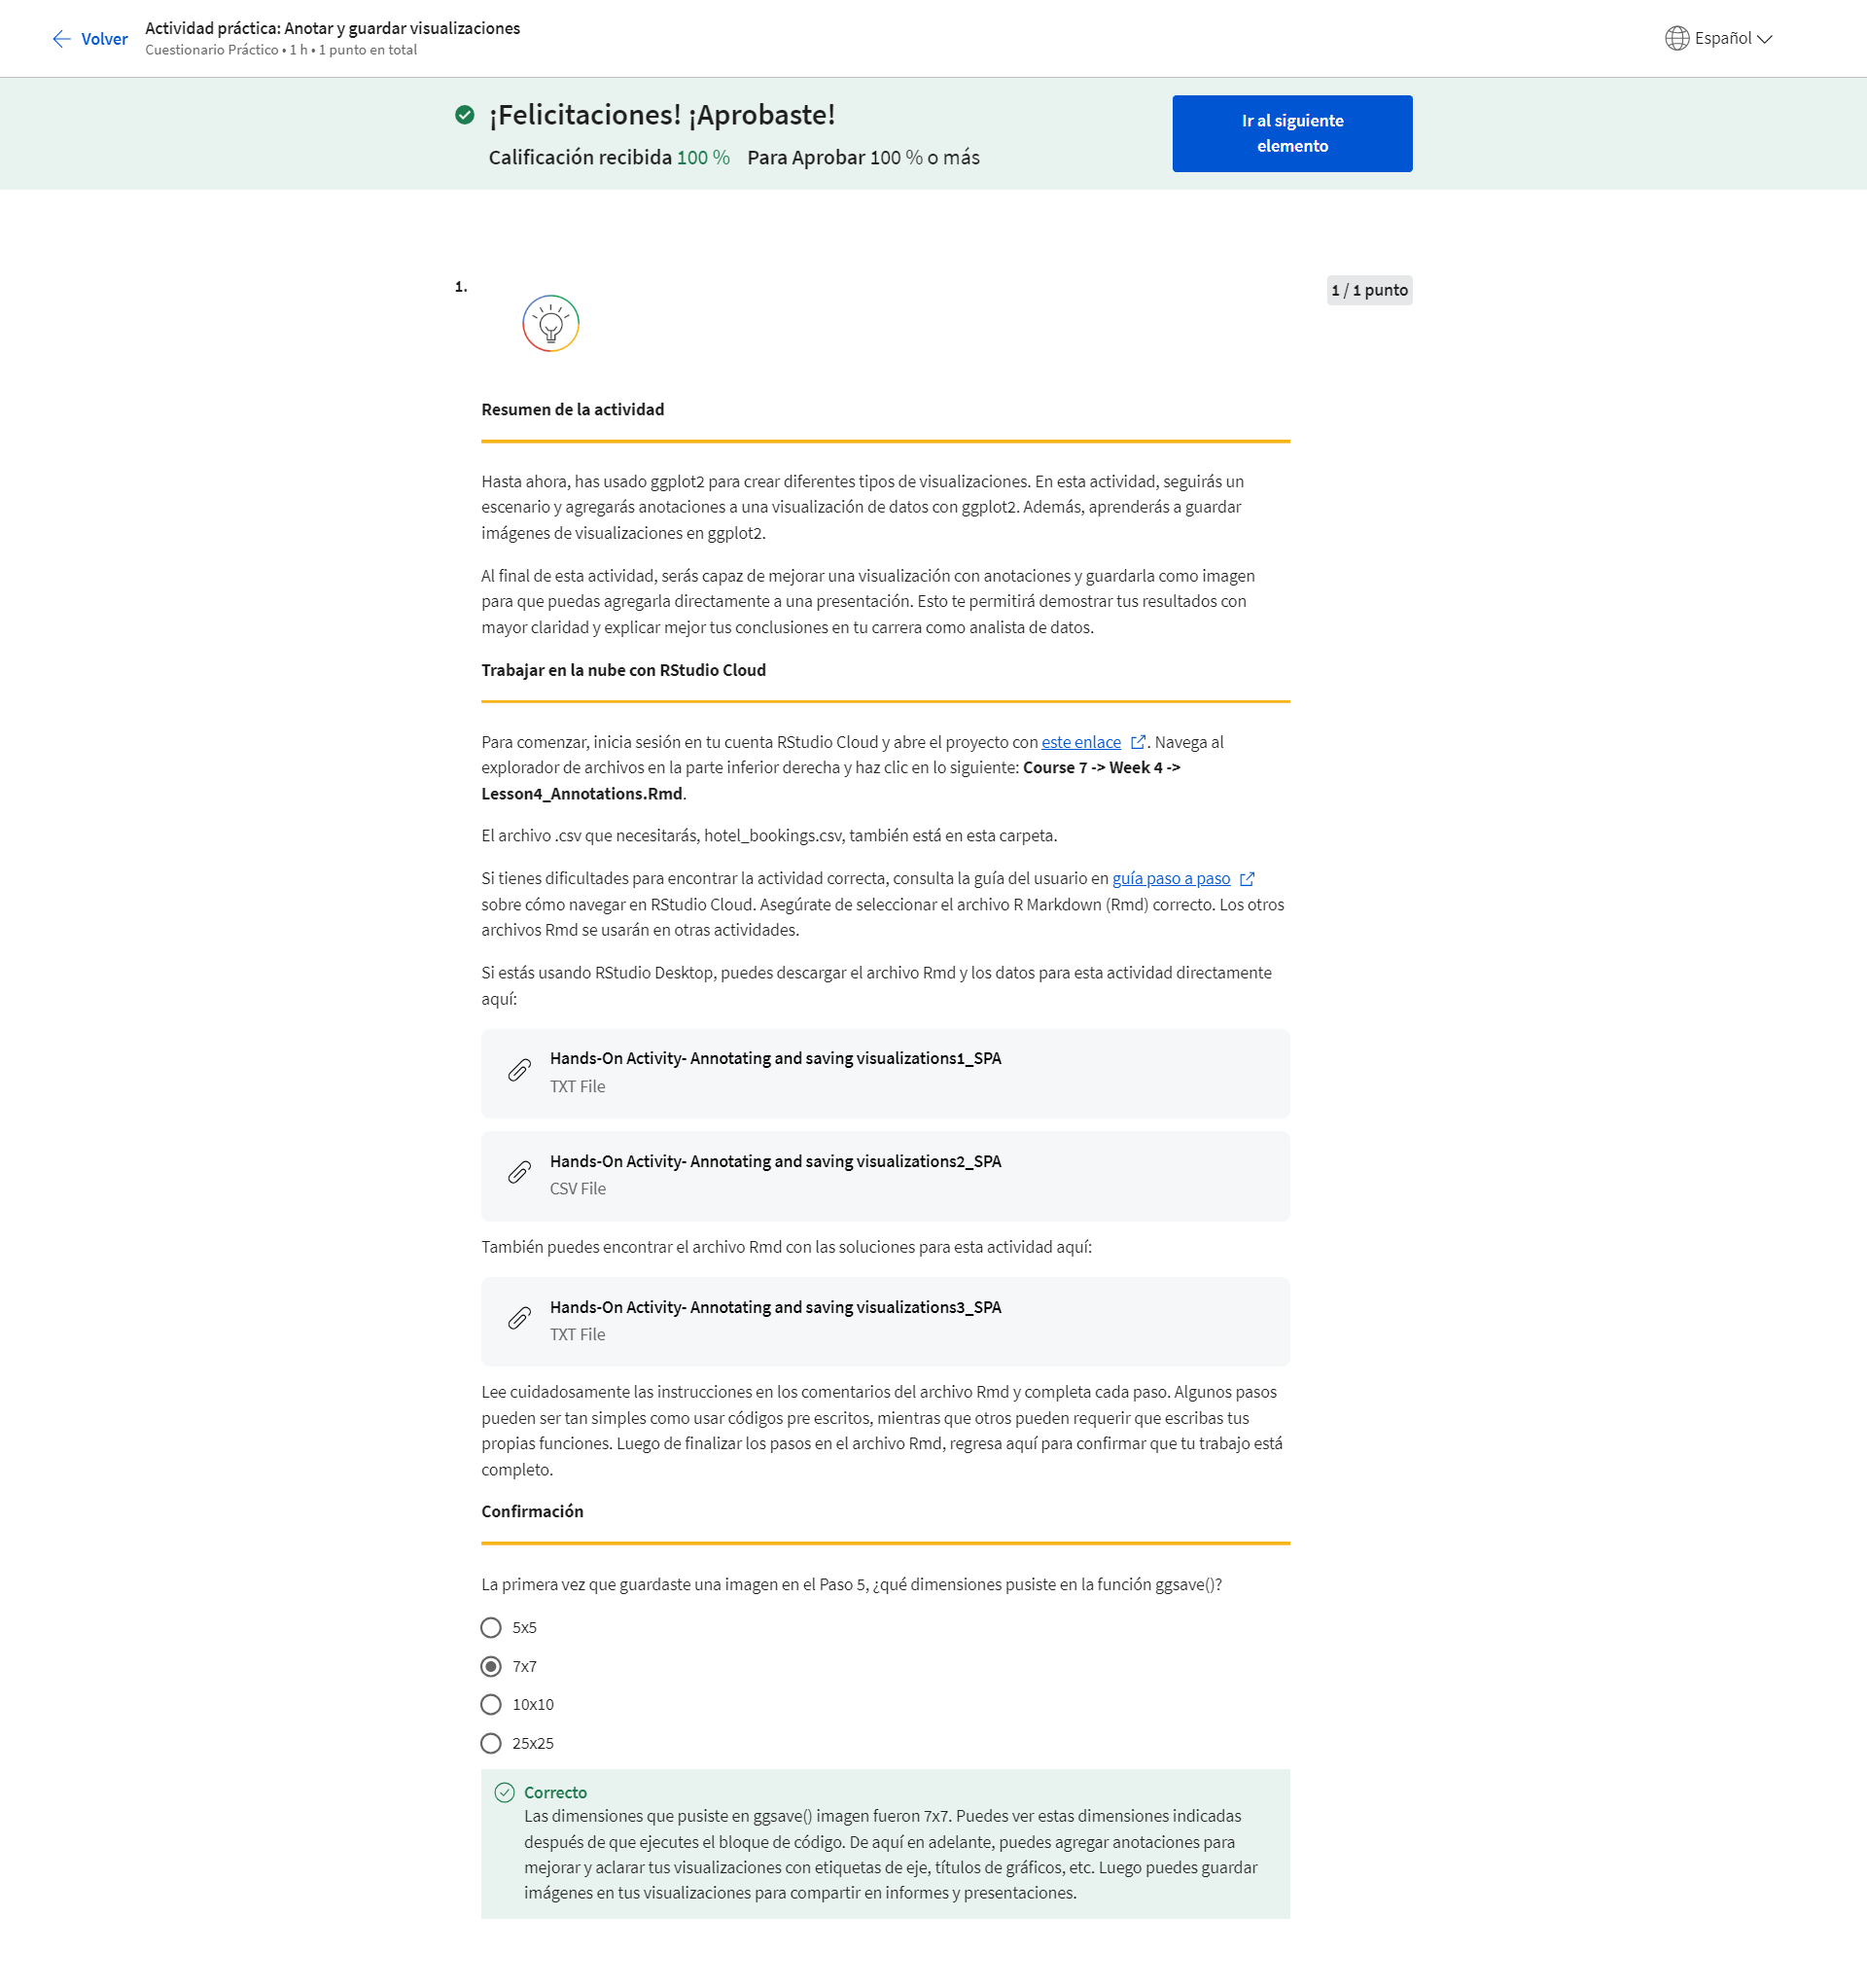 Volver
Actividad práctica: Anotar y guardar visualizaciones
Cuestionario Práctico • 1 h • 1 punto en total
Español
¡Felicitaciones! ¡Aprobaste!
Calificación recibida 100 % Para Aprobar 100 % o más
Ir al siguiente
elemento
1.
1 / 1 punto
Resumen de la actividad
Hasta ahora, has usado ggplot2 para crear diferentes tipos de visualizaciones. En esta actividad, seguirás un
escenario y agregarás anotaciones a una visualización de datos con ggplot2. Además, aprenderás a guardar
imágenes de visualizaciones en ggplot2.
Al final de esta actividad, serás capaz de mejorar una visualización con anotaciones y guardarla como imagen
para que puedas agregarla directamente a una presentación. Esto te permitirá demostrar tus resultados con
mayor claridad y explicar mejor tus conclusiones en tu carrera como analista de datos.
Trabajar en la nube con RStudio Cloud
Para comenzar, inicia sesión en tu cuenta RStudio Cloud y abre el proyecto con este enlace. Navega al
explorador de archivos en la parte inferior derecha y haz clic en lo siguiente: Course 7 -> Week 4 ->
Lesson4_Annotations.Rmd.
El archivo .csv que necesitarás, hotel_bookings.csv, también está en esta carpeta.
Si tienes dificultades para encontrar la actividad correcta, consulta la guía del usuario en guía paso a paso
sobre cómo navegar en RStudio Cloud. Asegúrate de seleccionar el archivo R Markdown (Rmd) correcto. Los otros
archivos Rmd se usarán en otras actividades.
Si estás usando RStudio Desktop, puedes descargar el archivo Rmd y los datos para esta actividad directamente
aquí:
Hands-On Activity- Annotating and saving visualizations1_SPA
TXT File
Hands-On Activity- Annotating and saving visualizations2_SPA
CSV File
También puedes encontrar el archivo Rmd con las soluciones para esta actividad aquí:
Hands-On Activity- Annotating and saving visualizations3_SPA
TXT File
Lee cuidadosamente las instrucciones en los comentarios del archivo Rmd y completa cada paso. Algunos pasos
pueden ser tan simples como usar códigos pre escritos, mientras que otros pueden requerir que escribas tus
propias funciones. Luego de finalizar los pasos en el archivo Rmd, regresa aquí para confirmar que tu trabajo está
completo.
Confirmación
La primera vez que guardaste una imagen en el Paso 5, ¿qué dimensiones pusiste en la función ggsave()?
5x5
7x7
10x10
25x25
Correcto
Las dimensiones que pusiste en ggsave() imagen fueron 7x7. Puedes ver estas dimensiones indicadas
después de que ejecutes el bloque de código. De aquí en adelante, puedes agregar anotaciones para
mejorar y aclarar tus visualizaciones con etiquetas de eje, títulos de gráficos, etc. Luego puedes guardar
imágenes en tus visualizaciones para compartir en informes y presentaciones.